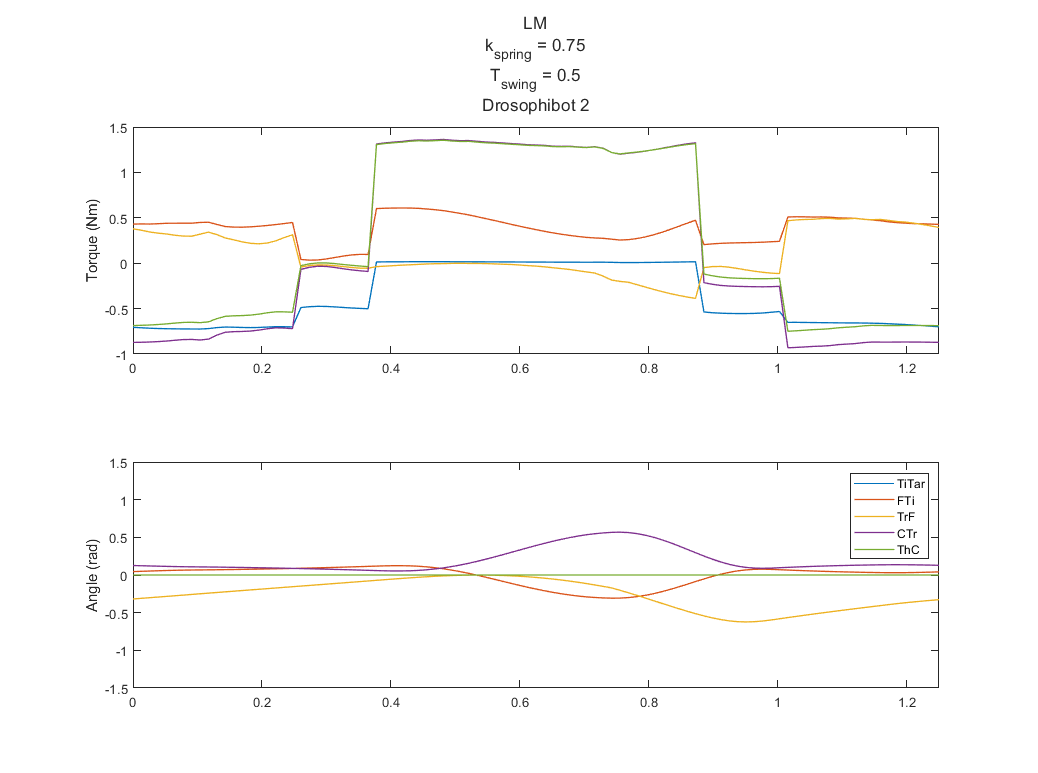 LM
k_spring = 0.75
T_swing = 0.5
Drosophibot 2
Torque (Nm)
1.5
1
0.5
0
-0.5
-1
0 0.2 0.4 0.6 0.8 1 1.2
Angle (rad)
1.5
1
0.5
0
-0.5
-1
-1.5
0 0.2 0.4 0.6 0.8 1 1.2
TiTar
FTi
TrF
CTr
ThC